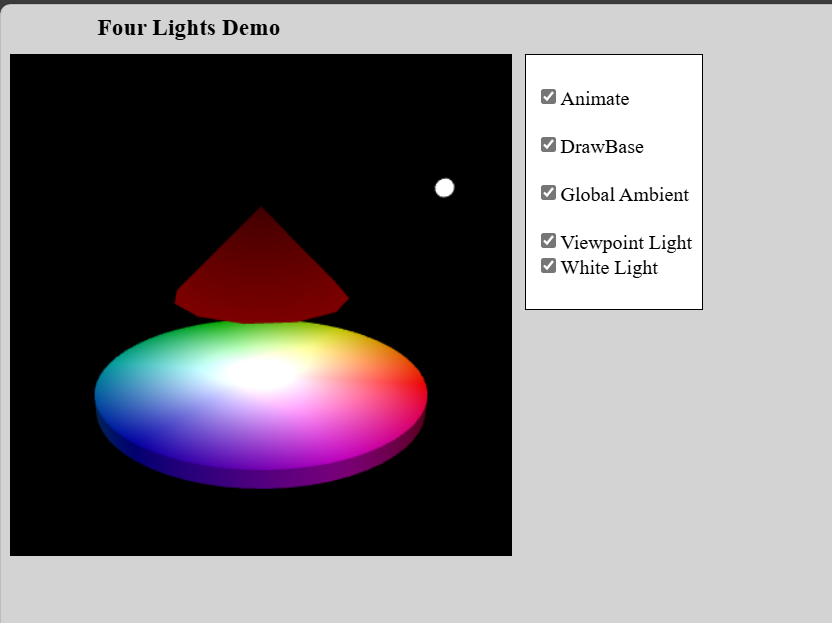 Four Lights Demo
Animate
DrawBase
Global Ambient
Viewpoint Light
White Light